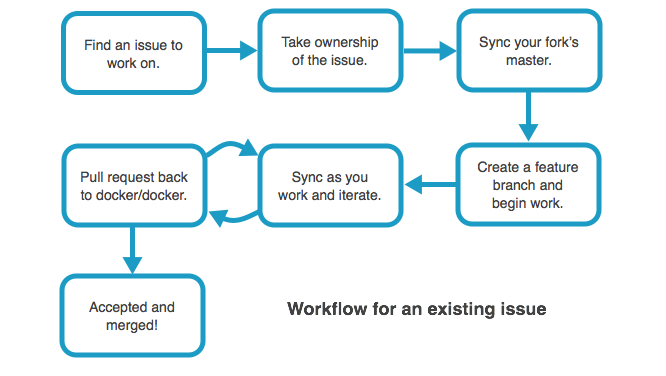 Find an issue to
work on.
Take ownership
of the issue.
Sync your fork's
master.
Create a feature
branch and
begin work.
Sync as you
work and iterate.
Pull request back
to docker/docker.
Accepted and
merged!
Workflow for an existing issue